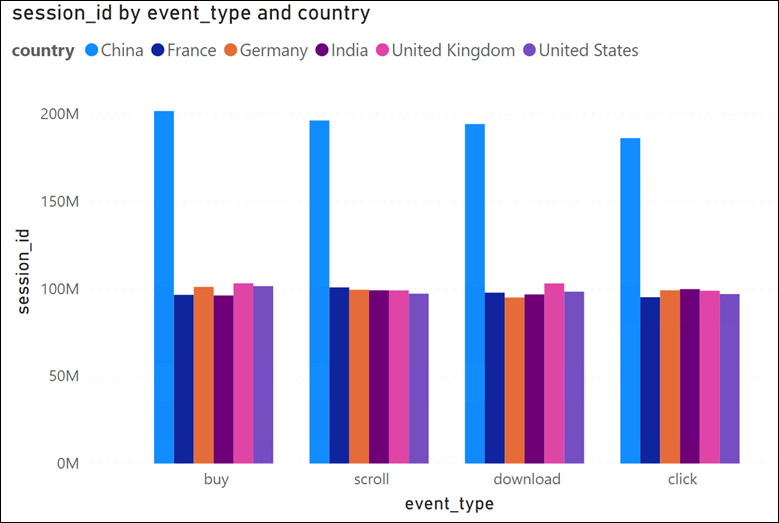 session_id by event_type and country
country China France Germany India United Kingdom United States
200M
150M
100M
50M
0M
session_id
buy scroll download click
event_type